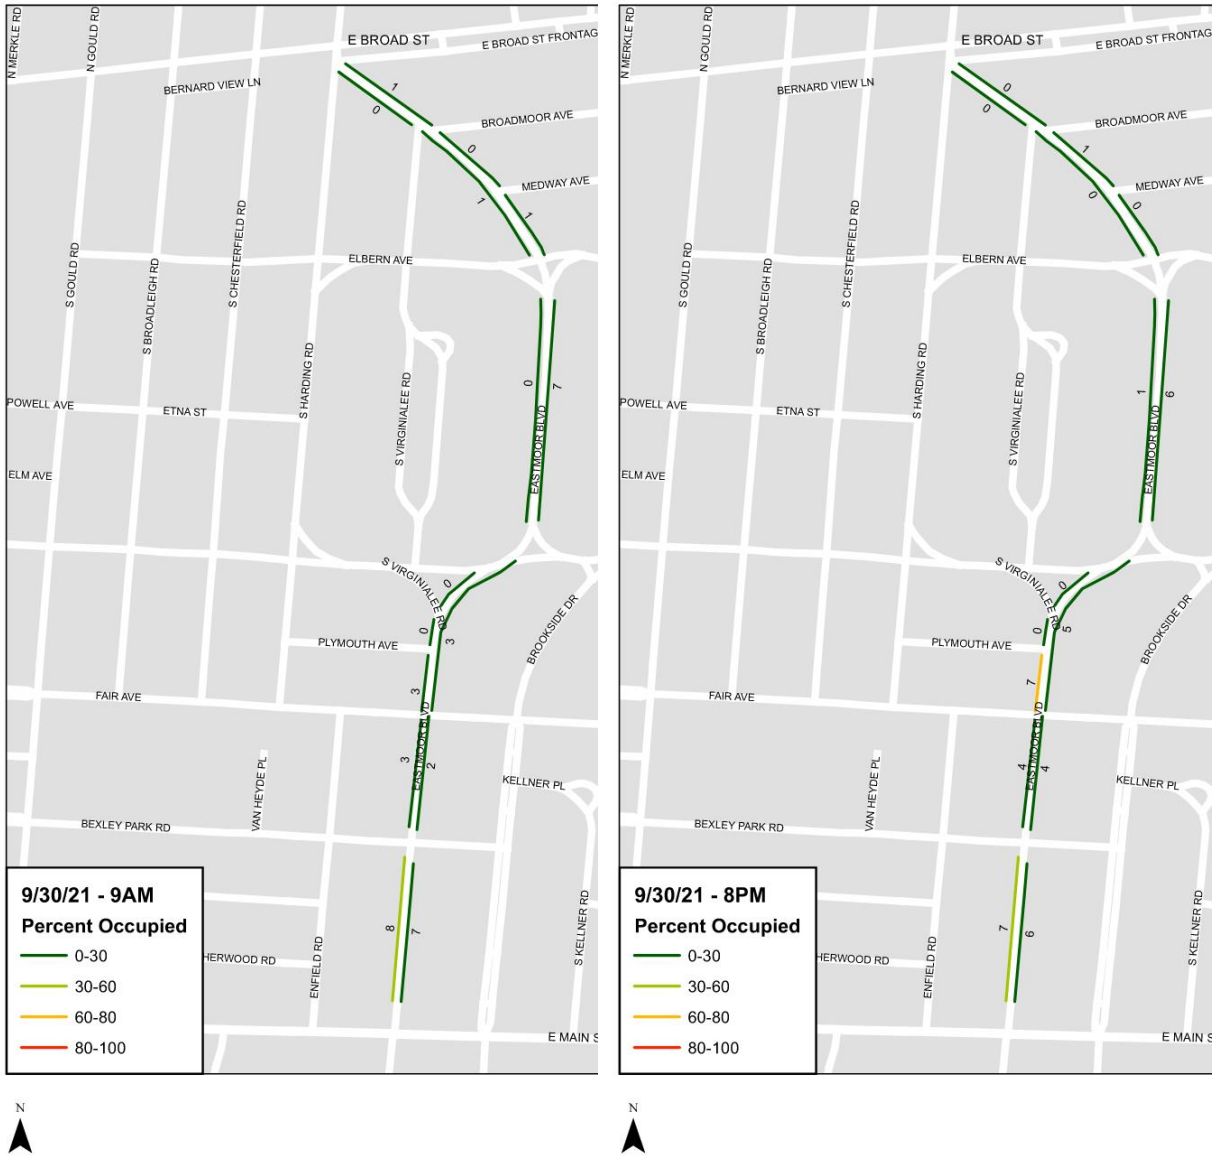 N MERKLE RD
N GOULD RD
E BROAD ST
E BROAD ST FRONTAG
BERNARD VIEW LN
1
0
BROADMOOR AVE
0
MEDWAY AVE
1
1
S GOULD RD
S BROADLEIGH RD
S CHESTERFIELD RD
ELBERN AVE
S HARDING RD
S VIRGINIALEE RD
0
7
POWELL AVE
ETNA ST
EASTMOOR BLVD
ELM AVE
S VIRGINIALEE RD
0
0
3
PLYMOUTH AVE
BROOKSIDE DR
3
FAIR AVE
EASTMOOR BLVD
3
2
VAN HEYDE PL
KELLNER PL
BEXLEY PARK RD
8
7
ENFIELD RD
S KELLNER RD
HERWOOD RD
E MAIN S
9/30/21 - 9AM
Percent Occupied
0-30
30-60
60-80
80-100
N
N MERKLE RD
N GOULD RD
E BROAD ST
E BROAD ST FRONTAG
BERNARD VIEW LN
0
0
BROADMOOR AVE
1
MEDWAY AVE
0
0
S GOULD RD
S BROADLEIGH RD
S CHESTERFIELD RD
ELBERN AVE
S HARDING RD
S VIRGINIALEE RD
1
6
POWELL AVE
ETNA ST
EASTMOOR BLVD
ELM AVE
S VIRGINIALEE RD
0
0
5
PLYMOUTH AVE
BROOKSIDE DR
7
FAIR AVE
EASTMOOR BLVD
4
4
VAN HEYDE PL
KELLNER PL
BEXLEY PARK RD
7
6
ENFIELD RD
S KELLNER RD
HERWOOD RD
E MAIN S
9/30/21 - 8PM
Percent Occupied
0-30
30-60
60-80
80-100
N